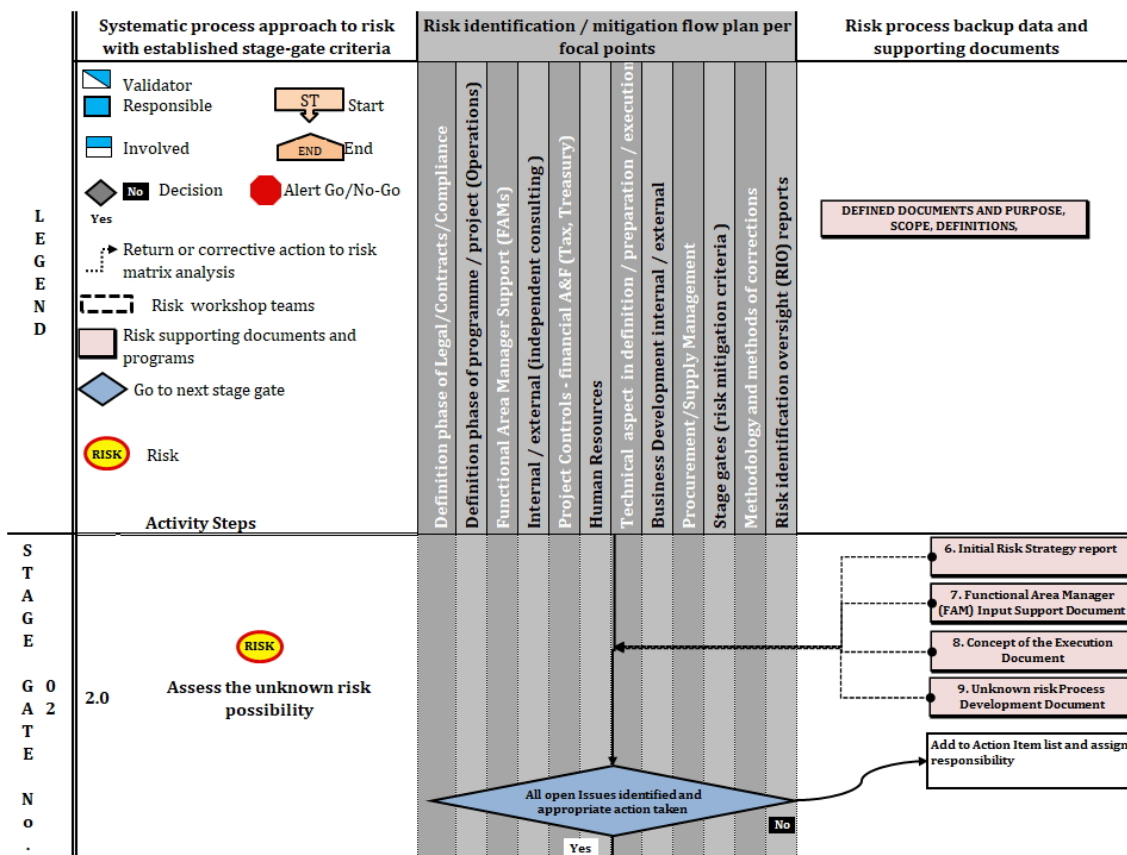 Systematic process approach to risk
with established stage-gate criteria
Risk identification / mitigation flow plan per
focal points
Risk process backup data and
supporting documents
L
E
G
E
N
D
Validator
Responsible
ST
Start
Involved
END
End
No
Decision
Alert Go/No-Go
Yes
Return or corrective action to risk
matrix analysis
Risk workshop teams
Risk supporting documents and
programs
Go to next stage gate
RISK
Risk
Activity Steps
Definition phase of Legal/Contracts/Compliance
Definition phase of programme / project (Operations)
Functional Area Manager Support (FAMs)
Internal / external (independent consulting)
Project Controls - financial A&F (Tax, Treasury)
Human Resources
Technical aspect in definition / preparation / execution
Business Development internal / external
Procurement/Supply Management
Stage gates (risk mitigation criteria )
Methodology and methods of corrections
Risk identification oversight (RIO) reports
DEFINED DOCUMENTS AND PURPOSE,
SCOPE, DEFINITIONS,
S
T
A
G
E
G
A
T
E
N
o
.
0
2
2.0
RISK
Assess the unknown risk
possibility
6. Initial Risk Strategy report
7. Functional Area Manager
(FAM) Input Support Document
8. Concept of the Execution
Document
9. Unknown risk Process
Development Document
Add to Action Item list and assign
responsibility
All open Issues identified and
appropriate action taken
No
Yes